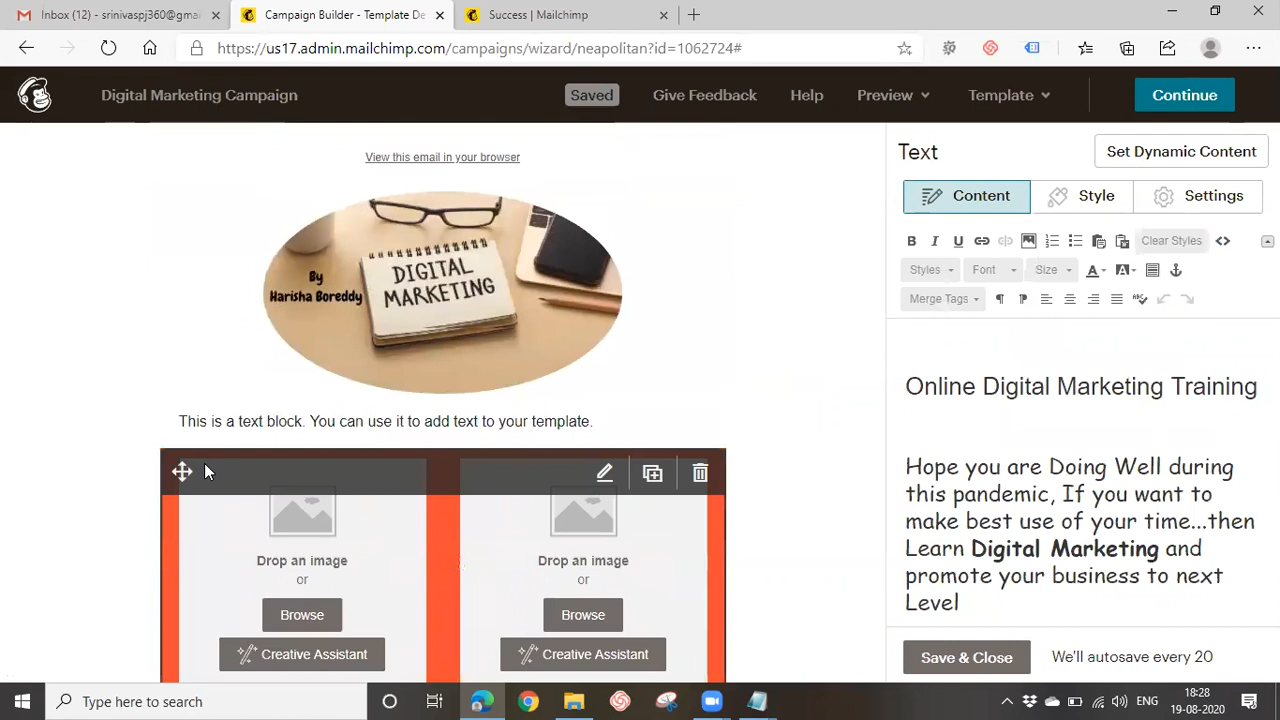 Inbox (12) - srinivaspj360@gmai
Campaign Builder - Template De
Success | Mailchimp
https://us17.admin.mailchimp.com/campaigns/wizard/neapolitan?id=1062724#
Digital Marketing Campaign
Saved
Give Feedback
Help
Preview
Template
Continue
View this email in your browser
By
Harisha Boreddy
DIGITAL
MARKETING
This is a text block. You can use it to add text to your template.
Drop an image
or
Browse
Creative Assistant
Drop an image
or
Browse
Creative Assistant
Text
Set Dynamic Content
Content
Style
Settings
B I U
Clear Styles
Styles
Font
Size
A
A
Merge Tags
ABC
Online Digital Marketing Training
Hope you are Doing Well during
this pandemic, If you want to
make best use of your time...then
Learn Digital Marketing and
promote your business to next
Level
Save & Close
We'll autosave every 20
Type here to search
ENG
18:28
19-08-2020